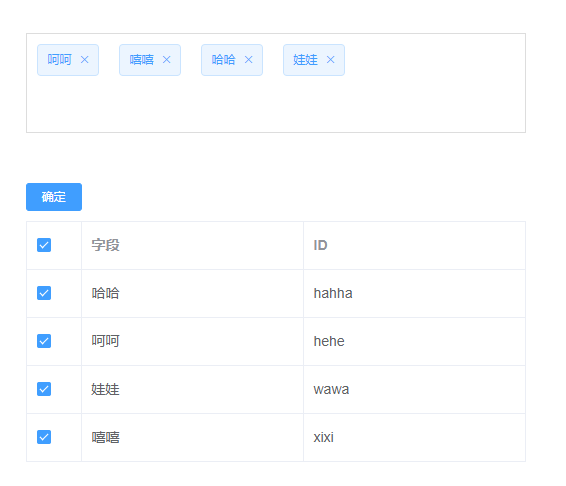 呵呵 嘻嘻 哈哈 娃娃
确定
字段 ID
哈哈 hahha
呵呵 hehe
娃娃 wawa
嘻嘻 xixi